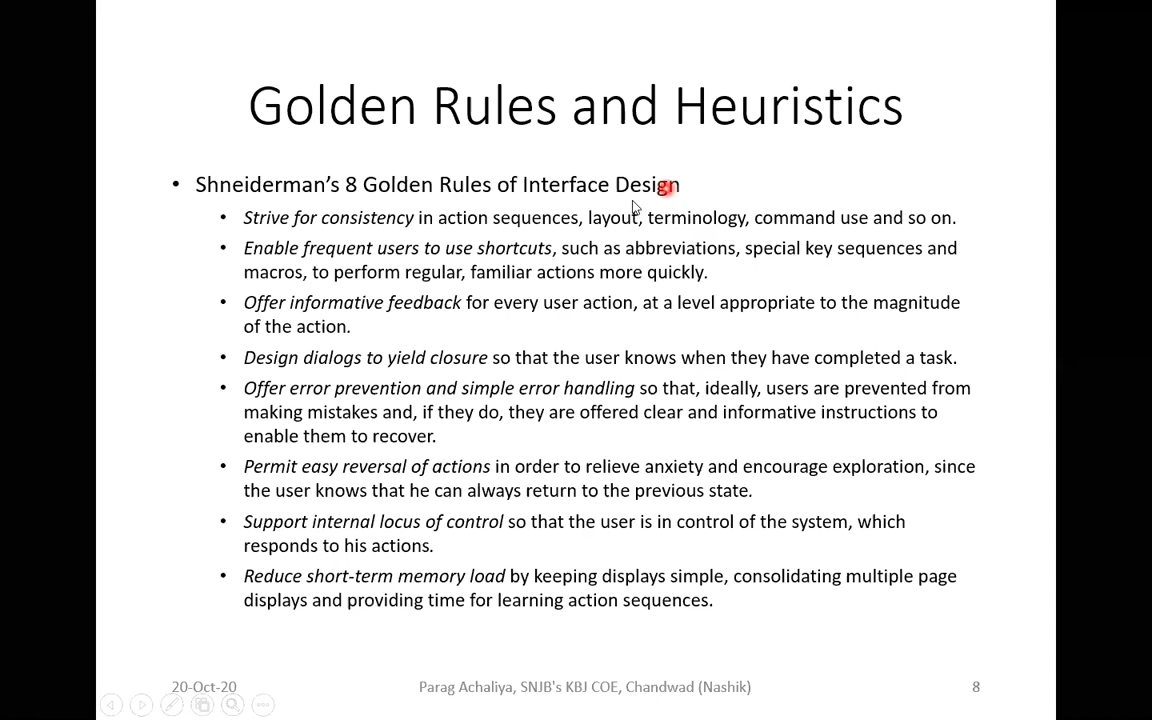 Golden Rules and Heuristics
• Shneiderman’s 8 Golden Rules of Interface Design
• Strive for consistency in action sequences, layout, terminology, command use and so on.
• Enable frequent users to use shortcuts, such as abbreviations, special key sequences and
macros, to perform regular, familiar actions more quickly.
• Offer informative feedback for every user action, at a level appropriate to the magnitude
of the action.
• Design dialogs to yield closure so that the user knows when they have completed a task.
• Offer error prevention and simple error handling so that, ideally, users are prevented from
making mistakes and, if they do, they are offered clear and informative instructions to
enable them to recover.
• Permit easy reversal of actions in order to relieve anxiety and encourage exploration, since
the user knows that he can always return to the previous state.
• Support internal locus of control so that the user is in control of the system, which
responds to his actions.
• Reduce short-term memory load by keeping displays simple, consolidating multiple page
displays and providing time for learning action sequences.
20-Oct-20 Parag Achaliya, SNJB's KBJ COE, Chandwad (Nashik) 8